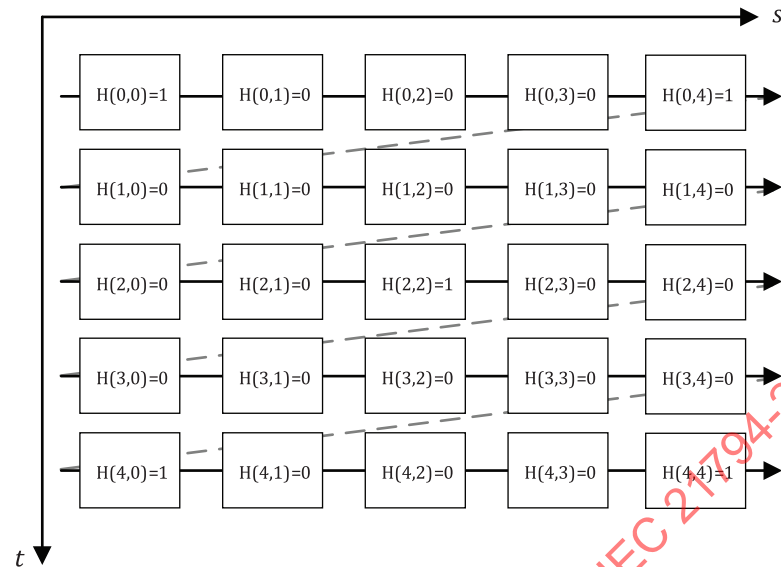 s
H(0,0)=1 H(0,1)=0 H(0,2)=0 H(0,3)=0 H(0,4)=1
H(1,0)=0 H(1,1)=0 H(1,2)=0 H(1,3)=0 H(1,4)=0
H(2,0)=0 H(2,1)=0 H(2,2)=1 H(2,3)=0 H(2,4)=0
H(3,0)=0 H(3,1)=0 H(3,2)=0 H(3,3)=0 H(3,4)=0
H(4,0)=1 H(4,1)=0 H(4,2)=0 H(4,3)=0 H(4,4)=1
t
IEC 21794-2